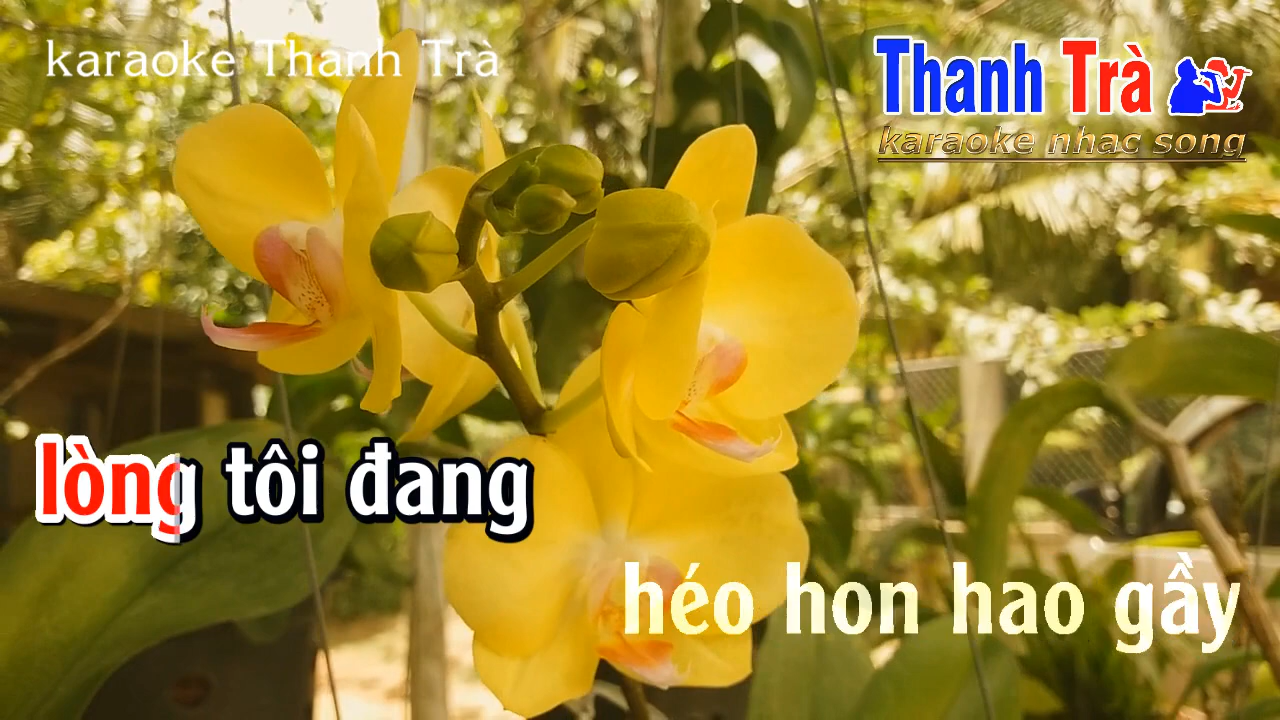 karaoke Thanh Trà
Thanh Trà
karaoke nhac song
lòng tôi đang
héo hon hao gầy